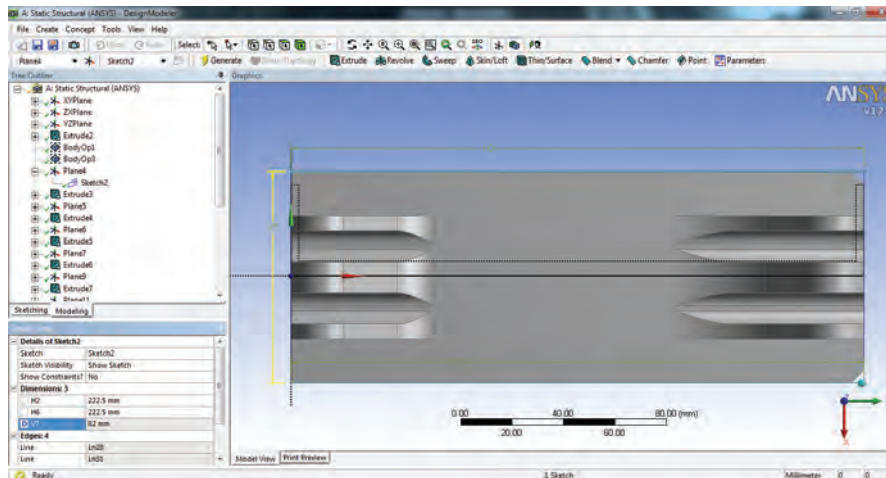 A: Static Structural (ANSYS) - DesignModeler
File Create Concept Tools View Help
Select:
Plane4 Sketch2 Generate Extrude Revolve Sweep Skin/Loft Thin/Surface Blend Chamfer Point Parameters
Tree Outline Graphics
A: Static Structural (ANSYS)
XYPlane
ZXPlane
YZPlane
Extrude2
BodyOp1
BodyOp3
Plane4
Sketch2
Extrude3
Plane5
Extrude4
Plane6
Extrude5
Plane7
Extrude6
Plane9
Extrude7
Plane11
Sketching Modeling
Details of Sketch2
Sketch Sketch2
Sketch Visibility Show Sketch
Show Constraints? No
Dimensions: 3
H2 222.5 mm
H6 222.5 mm
V7 82 mm
Edges: 4
Line Ln28
Line Ln31
ANSYS
0.00 40.00 80.00 (mm)
20.00 60.00
X
Model View Print Preview
Ready 1 Sketch Millimeter 0 0